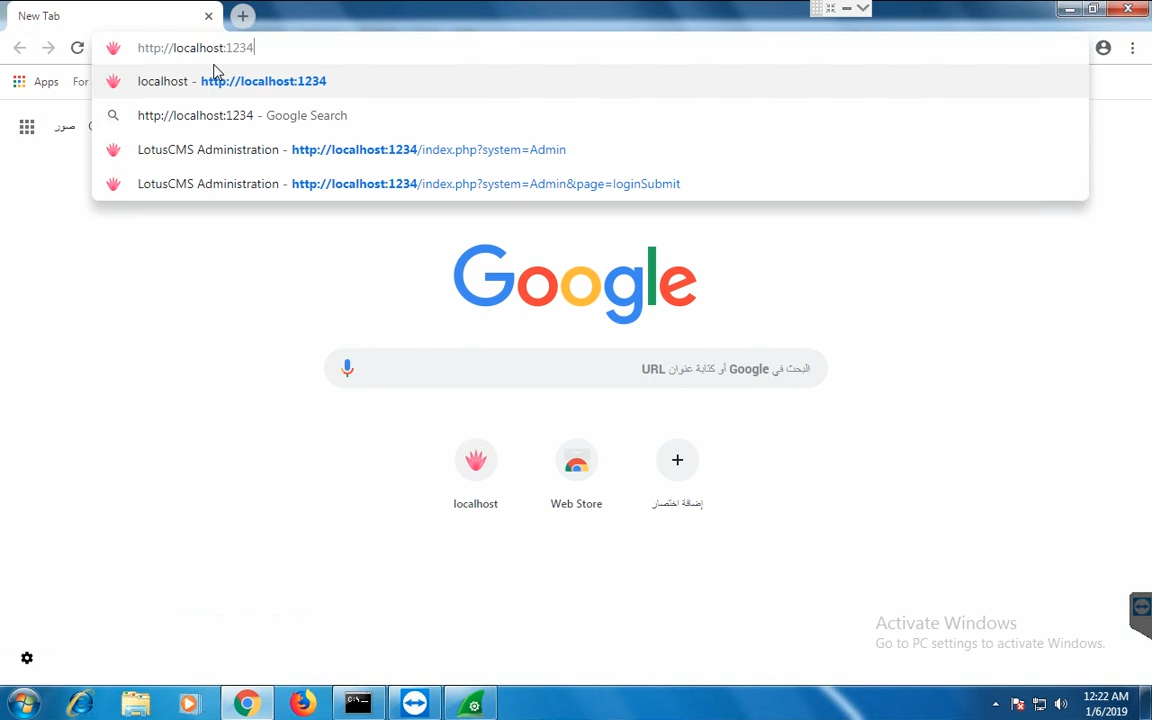 New Tab
http://localhost:1234
Apps For
localhost - http://localhost:1234
http://localhost:1234 - Google Search
صور
LotusCMS Administration - http://localhost:1234/index.php?system=Admin
LotusCMS Administration - http://localhost:1234/index.php?system=Admin&page=loginSubmit
Google
البحث في Google أو كتابة عنوان URL
localhost
Web Store
إضافة اختصار
Activate Windows
Go to PC settings to activate Windows.
12:22 AM
1/6/2019